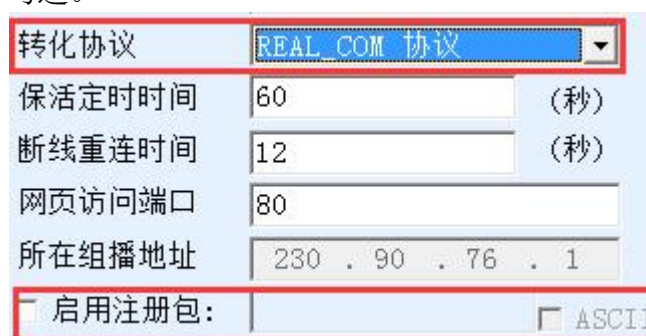 转化协议 REAL_COM 协议
保活定时时间 60 (秒)
断线重连时间 12 (秒)
网页访问端口 80
所在组播地址 230 . 90 . 76 . 1
启用注册包: ASCII